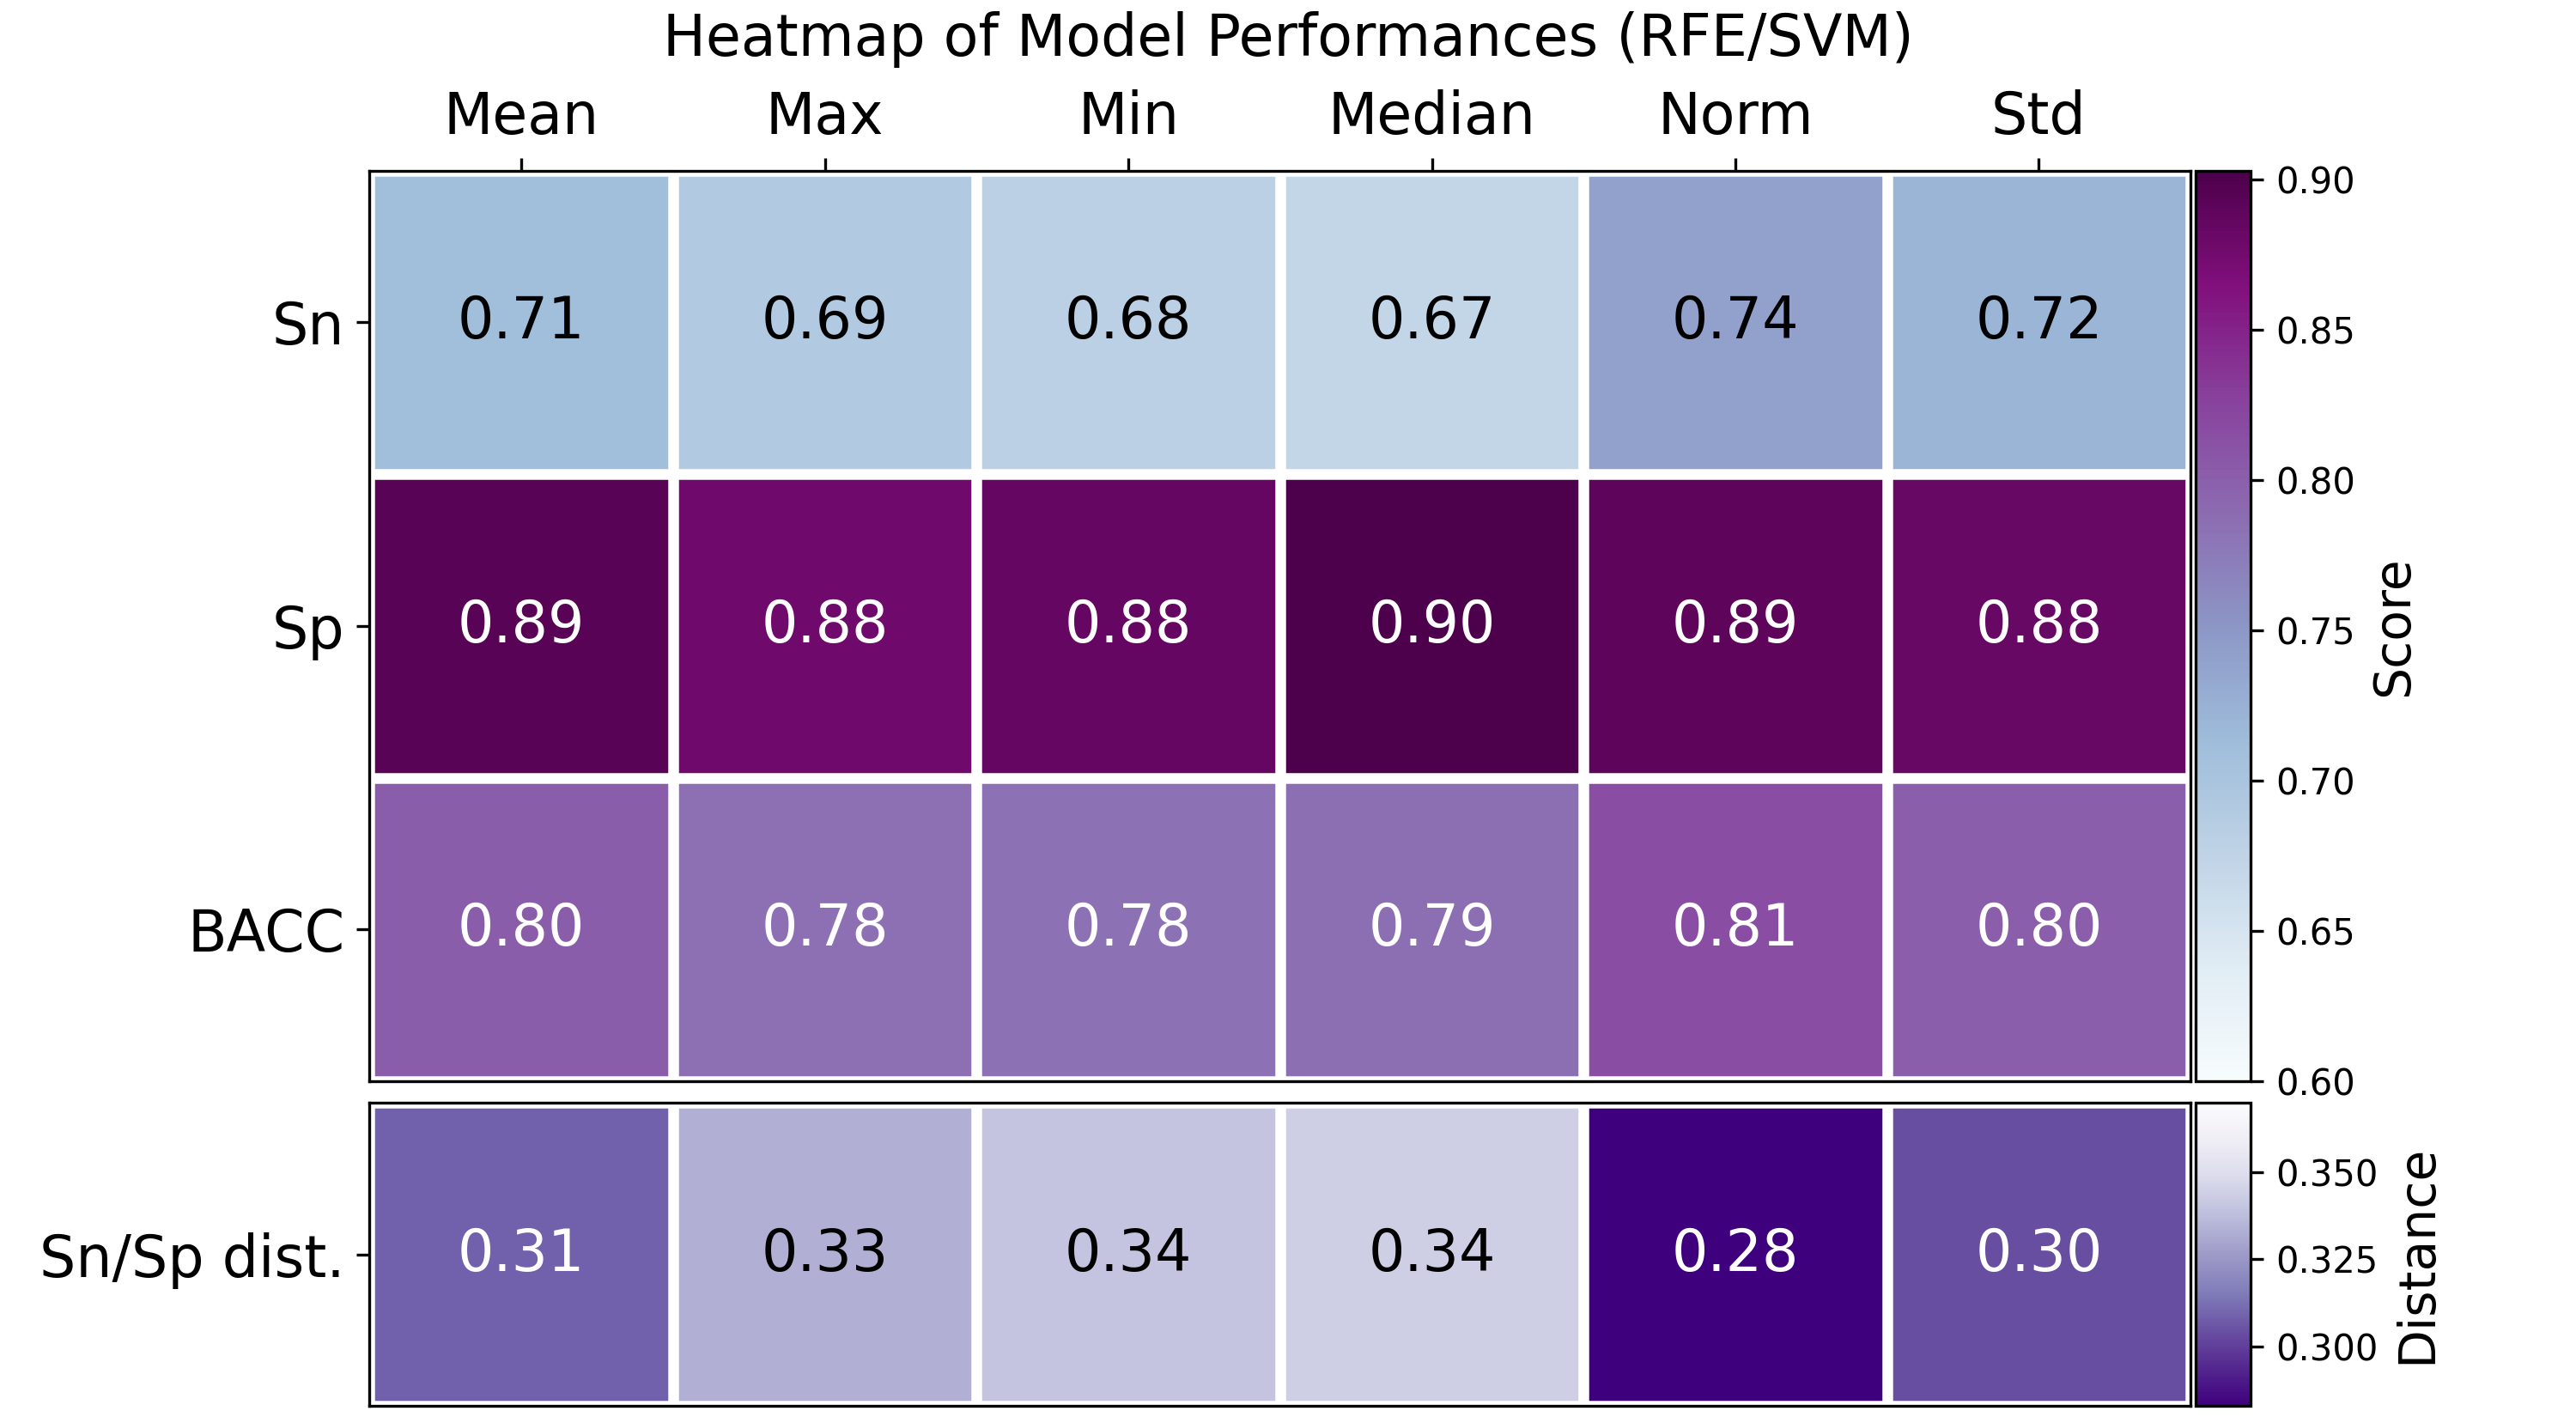 Heatmap of Model Performances (RFE/SVM)
Mean Max Min Median Norm Std
Sn 0.71 0.69 0.68 0.67 0.74 0.72
Sp 0.89 0.88 0.88 0.90 0.89 0.88
BACC 0.80 0.78 0.78 0.79 0.81 0.80
Sn/Sp dist. 0.31 0.33 0.34 0.34 0.28 0.30
0.90
0.85
0.80
0.75
0.70
0.65
0.60
Score
0.350
0.325
0.300
Distance